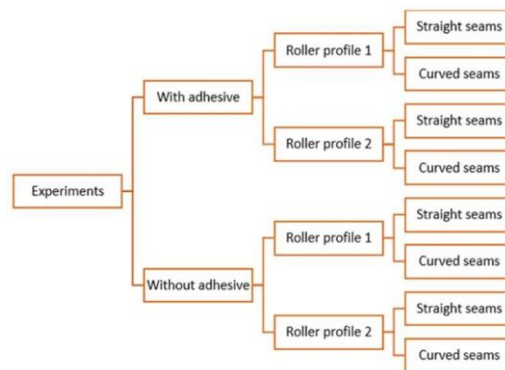 Experiments
With adhesive
Roller profile 1
Straight seams
Curved seams
Roller profile 2
Straight seams
Curved seams
Without adhesive
Roller profile 1
Straight seams
Curved seams
Roller profile 2
Straight seams
Curved seams